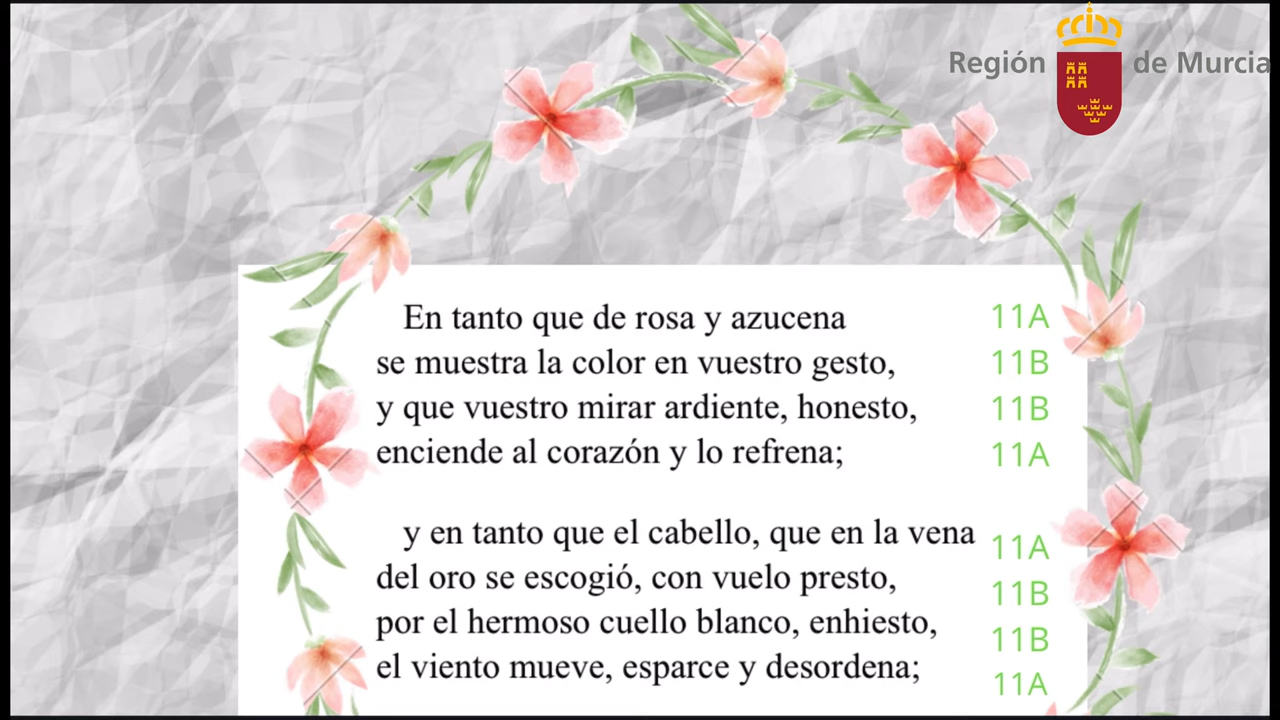 Región de Murcia
En tanto que de rosa y azucena 11A
se muestra la color en vuestro gesto, 11B
y que vuestro mirar ardiente, honesto, 11B
enciende al corazón y lo refrena; 11A
y en tanto que el cabello, que en la vena 11A
del oro se escogió, con vuelo presto, 11B
por el hermoso cuello blanco, enhiesto, 11B
el viento mueve, esparce y desordena; 11A